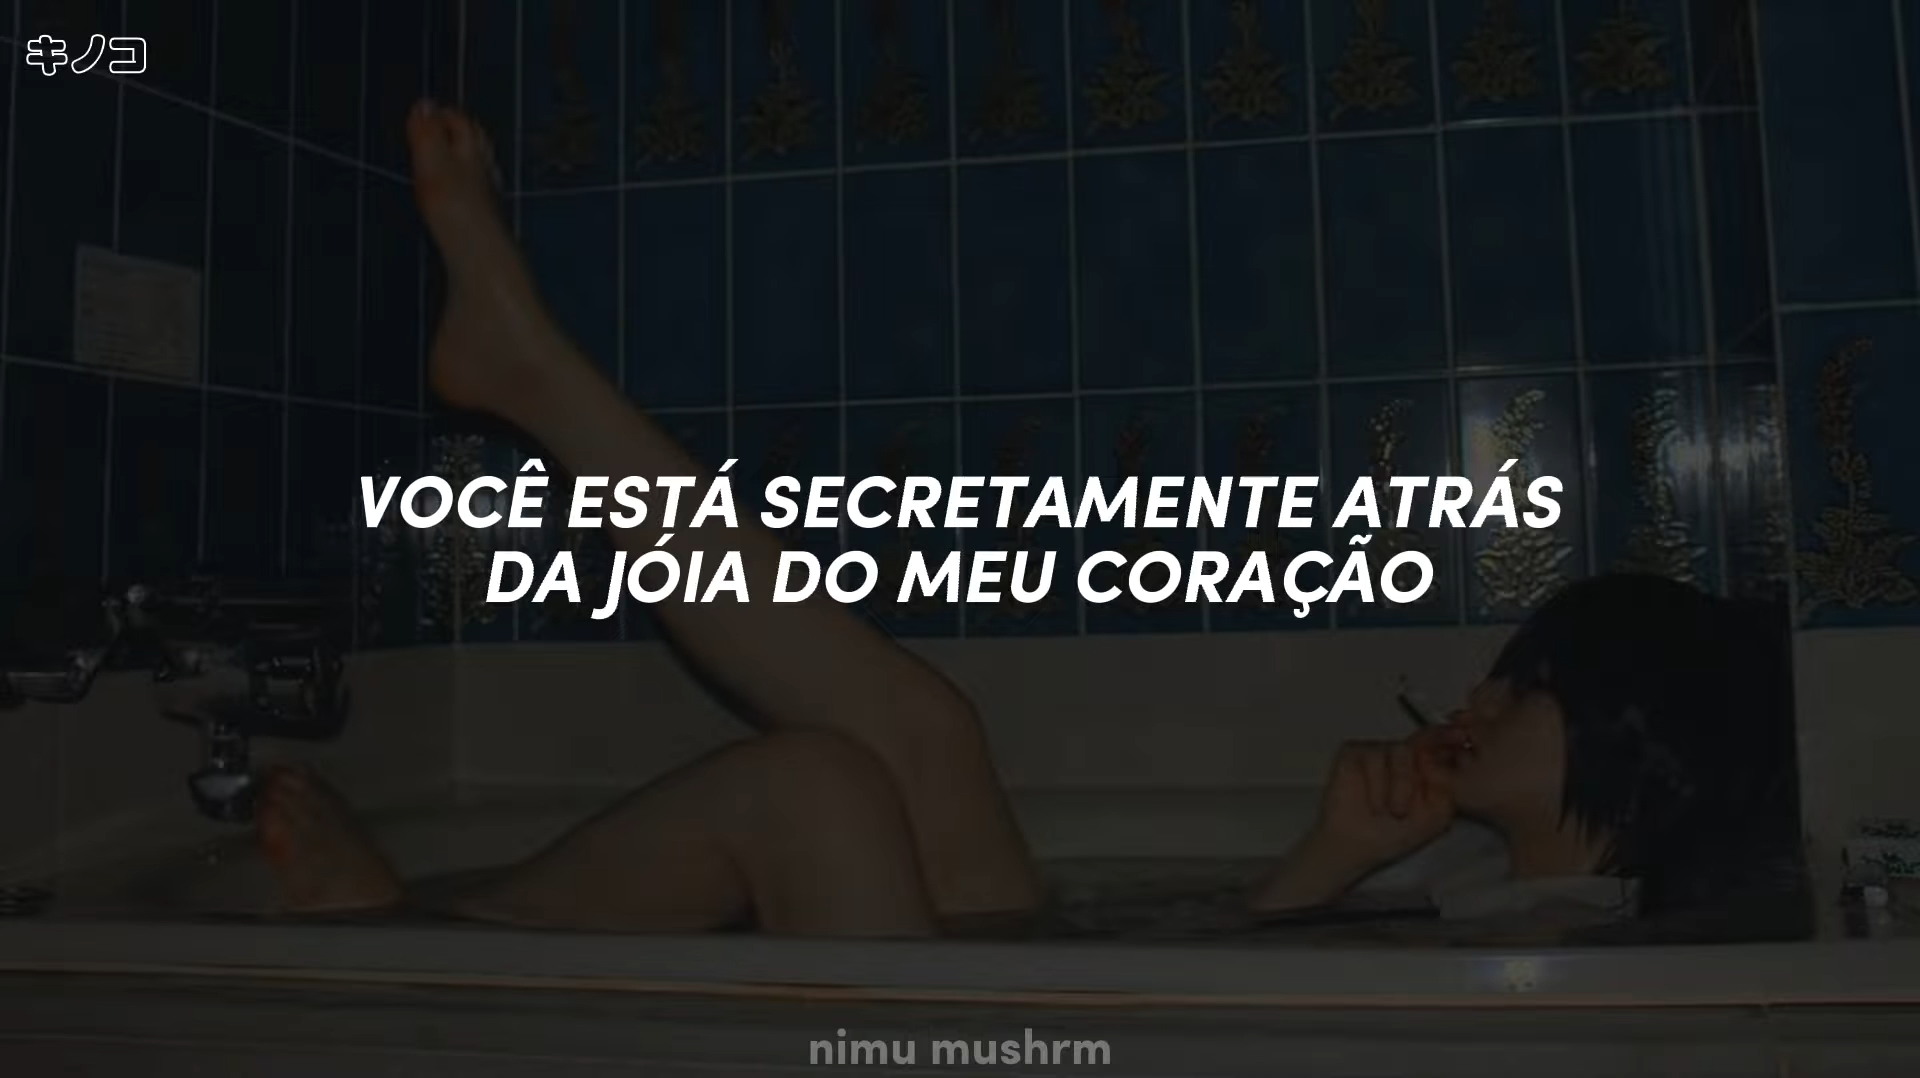 キノコ
VOCÊ ESTÁ SECRETAMENTE ATRÁS
DA JÓIA DO MEU CORAÇÃO
nimu mushrm